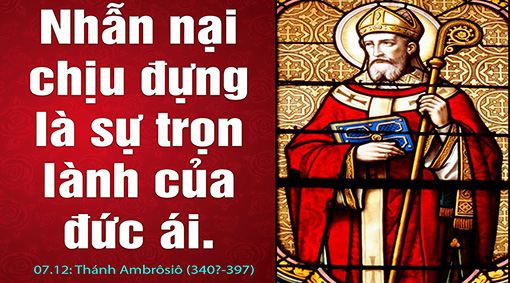 Nhẫn nại
chịu đựng
là sự trọn
lành của
đức ái.
07.12: Thánh Ambrôsiô (340?-397)